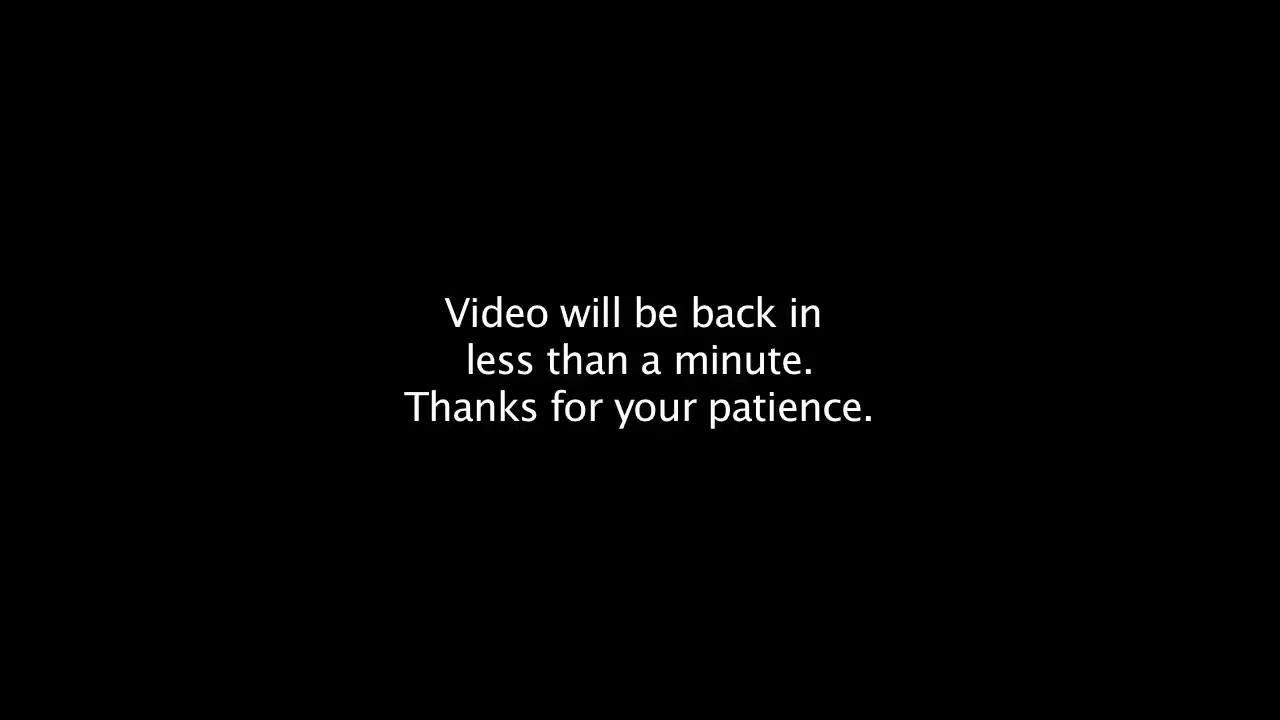 Video will be back in
less than a minute.
Thanks for your patience.